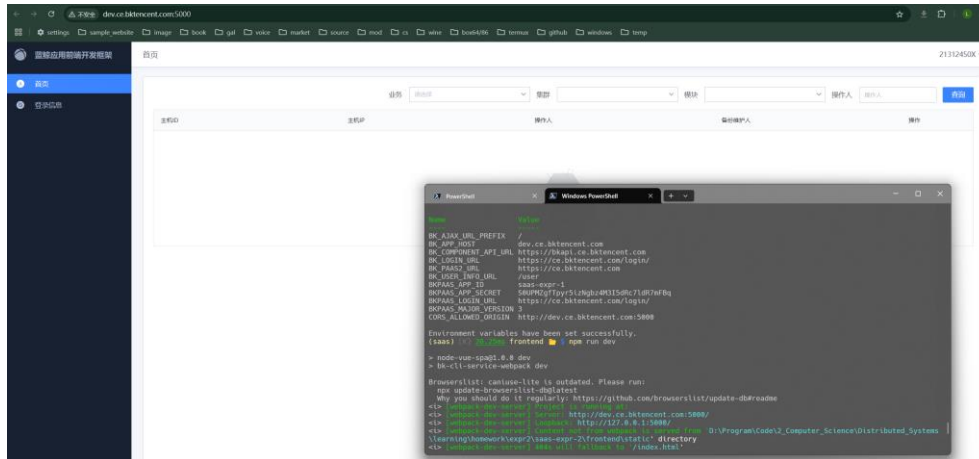 不安全 dev.ce.bktencent.com:5000
settings sample_website image book gal voice market source mod cs wine box64/86 termux github windows temp
蓝鲸应用前端开发框架 首页 21312450X
首页
登录信息
业务 请选择 集群 模块 操作人 操作人 查询
主机ID 主机IP 操作人 备份维护人 操作
PowerShell Windows PowerShell
Name Value
BK_AJAX_URL_PREFIX /
BK_APP_HOST dev.ce.bktencent.com
BK_COMPONENT_API_URL https://bkapi.ce.bktencent.com
BK_LOGIN_URL https://ce.bktencent.com/login/
BK_PAAS2_URL https://ce.bktencent.com
BK_USER_INFO_URL /user
BKPAAS_APP_ID saas-expr-1
BKPAAS_APP_SECRET
BKPAAS_LOGIN_URL https://ce.bktencent.com/login/
BKPAAS_MAJOR_VERSION 3
CORS_ALLOWED_ORIGIN http://dev.ce.bktencent.com:5000
Environment variables have been set successfully.
(saas) frontend $ npm run dev
> node-vue-spa@1.0.0 dev
> bk-cli-service-webpack dev
Browserslist: caniuse-lite is outdated. Please run:
npx update-browserslist-db@latest
Why you should do it regularly: https://github.com/browserslist/update-db#readme
<i> [webpack-dev-server] Project is running at:
<i> [webpack-dev-server] Server: http://dev.ce.bktencent.com:5000/
<i> [webpack-dev-server] Loopback: http://127.0.0.1:5000/
<i> [webpack-dev-server] Content not from webpack is served from 'D:\Program\Code\2_Computer_Science\Distributed_Systems
\learning\homework\expr2\saas-expr-2\frontend\static' directory
<i> [webpack-dev-server] 404s will fallback to '/index.html'